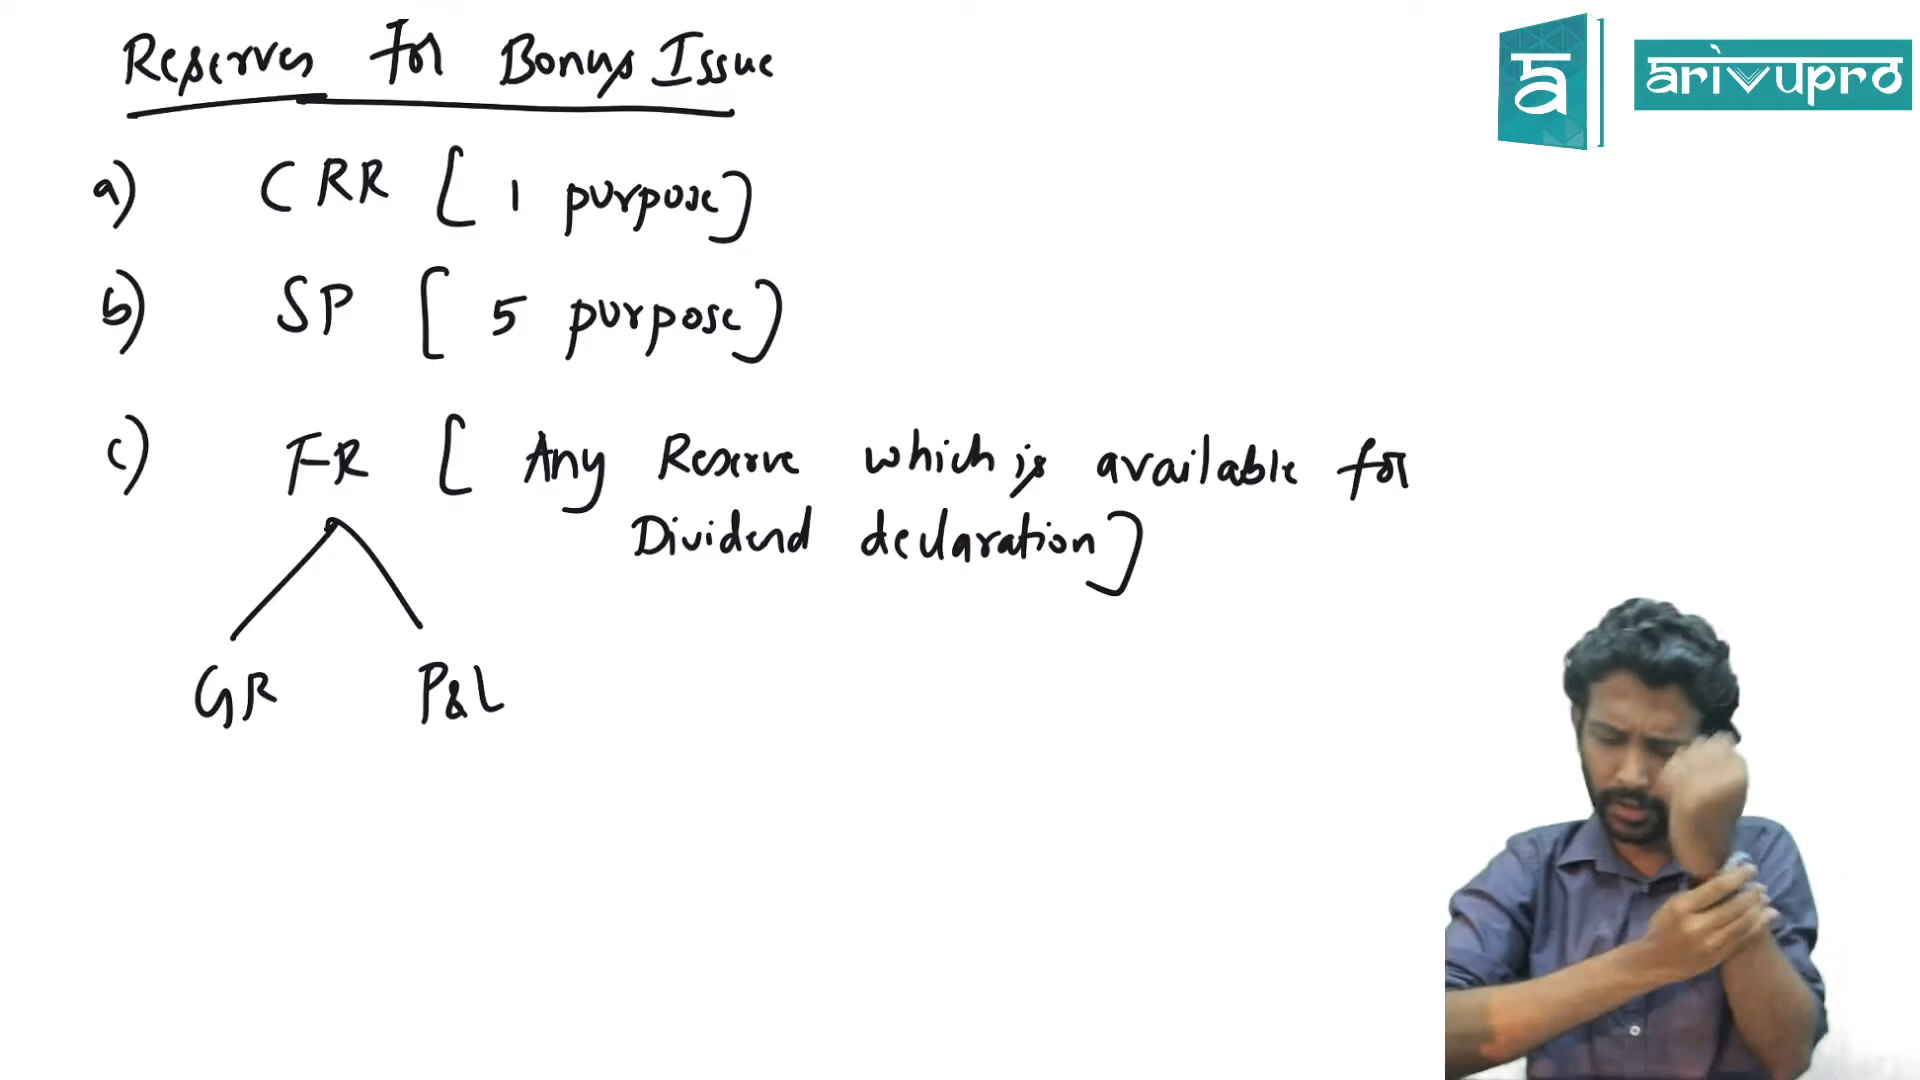 Reserves for Bonus Issue
a) CRR [ 1 purpose]
b) SP [ 5 purpose]
c) FR [ Any Reserve which is available for
Dividend declaration]
GR P&L
a arivupro